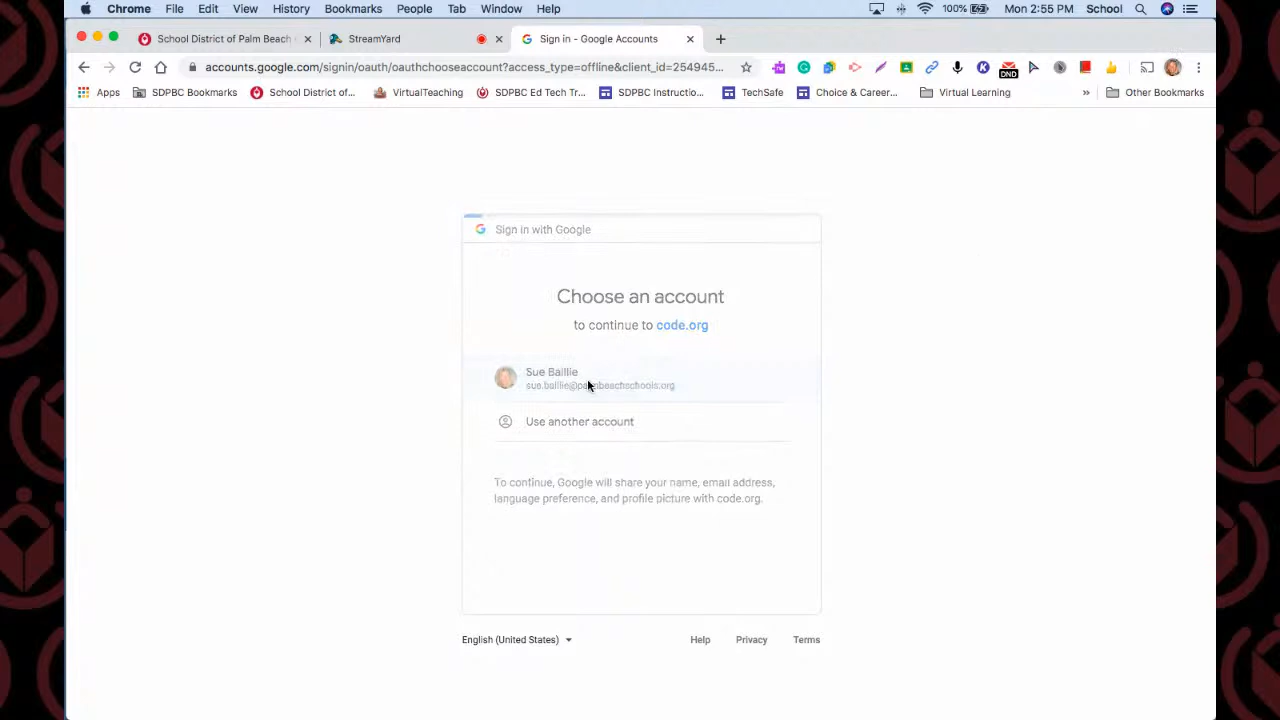 Chrome File Edit View History Bookmarks People Tab Window Help 100% Mon 2:55 PM School
School District of Palm Beach StreamYard Sign in - Google Accounts
accounts.google.com/signin/oauth/oauthchooseaccount?access_type=offline&client_id=254945...
DND
Apps SDPBC Bookmarks School District of... VirtualTeaching SDPBC Ed Tech Tr... SDPBC Instructio... TechSafe Choice & Career... Virtual Learning » Other Bookmarks
Sign in with Google
Choose an account
to continue to code.org
Sue Baillie
sue.baillie@palmbeachschools.org
Use another account
To continue, Google will share your name, email address,
language preference, and profile picture with code.org.
English (United States) Help Privacy Terms